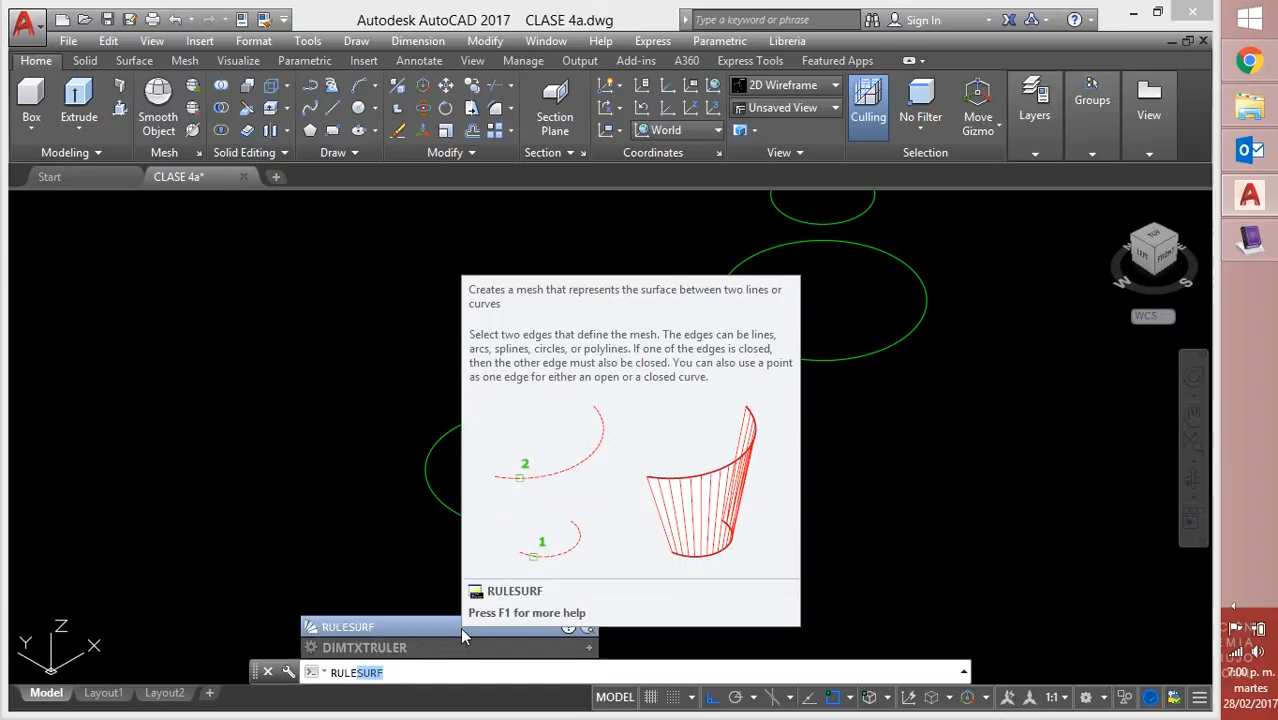 Autodesk AutoCAD 2017 CLASE 4a.dwg
Type a keyword or phrase
Sign In
File Edit View Insert Format Tools Draw Dimension Modify Window Help Express Parametric Libreria
Home Solid Surface Mesh Visualize Parametric Insert Annotate View Manage Output Add-ins A360 Express Tools Featured Apps
Box
Extrude
Smooth
Object
Section
Plane
World
2D Wireframe
Unsaved View
Culling
No Filter
Move
Gizmo
Layers
Groups
View
Modeling Mesh Solid Editing Draw Modify Section Coordinates View Selection
Start CLASE 4a*
TOP
LEFT
FRONT
W S
WCS
Creates a mesh that represents the surface between two lines or
curves
Select two edges that define the mesh. The edges can be lines,
arcs, splines, circles, or polylines. If one of the edges is closed,
then the other edge must also be closed. You can also use a point
as one edge for either an open or a closed curve.
2
1
RULESURF
Press F1 for more help
RULESURF
DIMTXTRULER
RULESURF
Y Z X
Model Layout1 Layout2
MODEL
1:1
7:00 p. m.
martes
28/02/2017